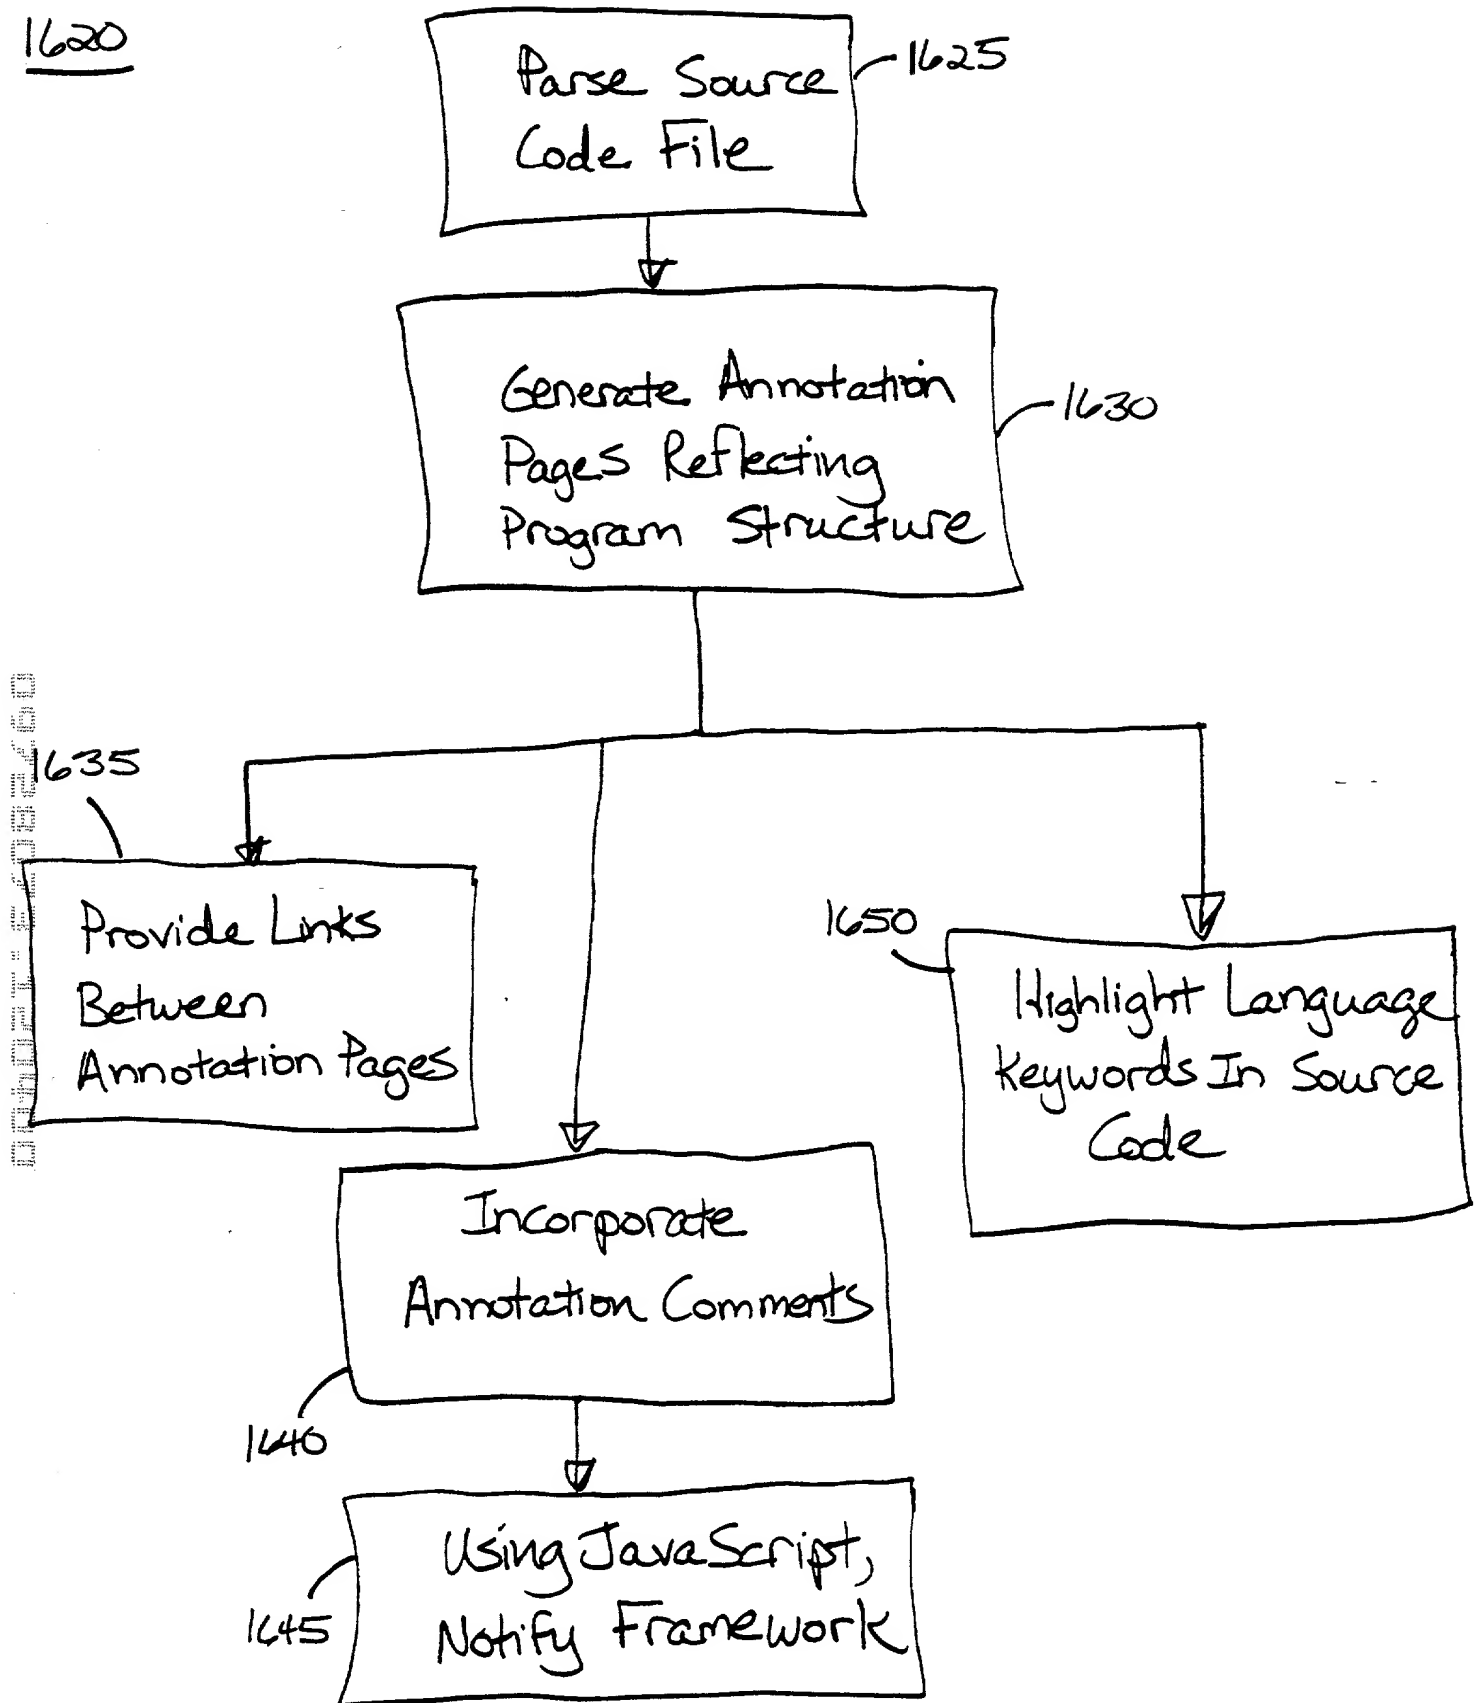 1620
Parse Source
Code File
1625
Generate Annotation
Pages Reflecting
Program Structure
1630
1635
Provide Links
Between
Annotation Pages
1650
Highlight Language
Keywords In Source
Code
Incorporate
Annotation Comments
1640
Using JavaScript,
Notify Framework
1645